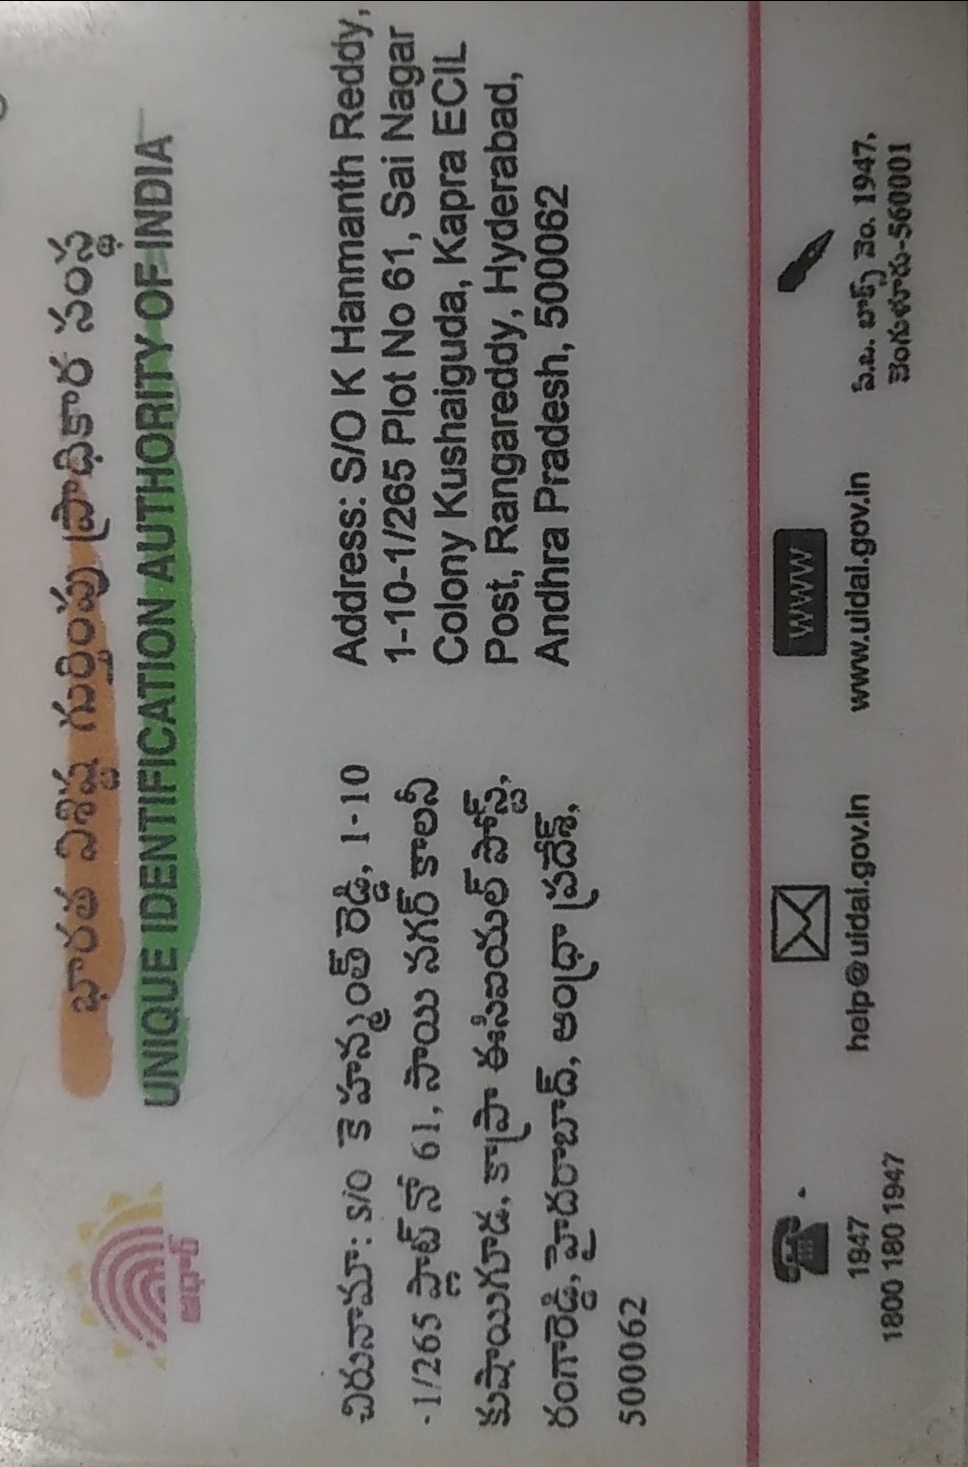 భారత విశిష్ట గుర్తింపు ప్రాధికార సంస్థ
UNIQUE IDENTIFICATION AUTHORITY OF INDIA
ఆధార్
చిరునామా: S/O కె హన్మంత్ రెడ్డి, 1-10
-1/265 ప్లాట్ నో 61, సాయి నగర్ కాలనీ
కుషాయిగూడ, కాప్రా ఈసిఐయల్ పోస్ట్,
రంగారెడ్డి, హైదరాబాద్, ఆంధ్రా ప్రదేశ్,
500062
Address: S/O K Hanmanth Reddy,
1-10-1/265 Plot No 61, Sai Nagar
Colony Kushaiguda, Kapra ECIL
Post, Rangareddy, Hyderabad,
Andhra Pradesh, 500062
1947
1800 180 1947
help@uidai.gov.in
WWW
www.uidai.gov.in
పి.బి. బాక్స్ నెం. 1947,
బెంగుళూరు-560001